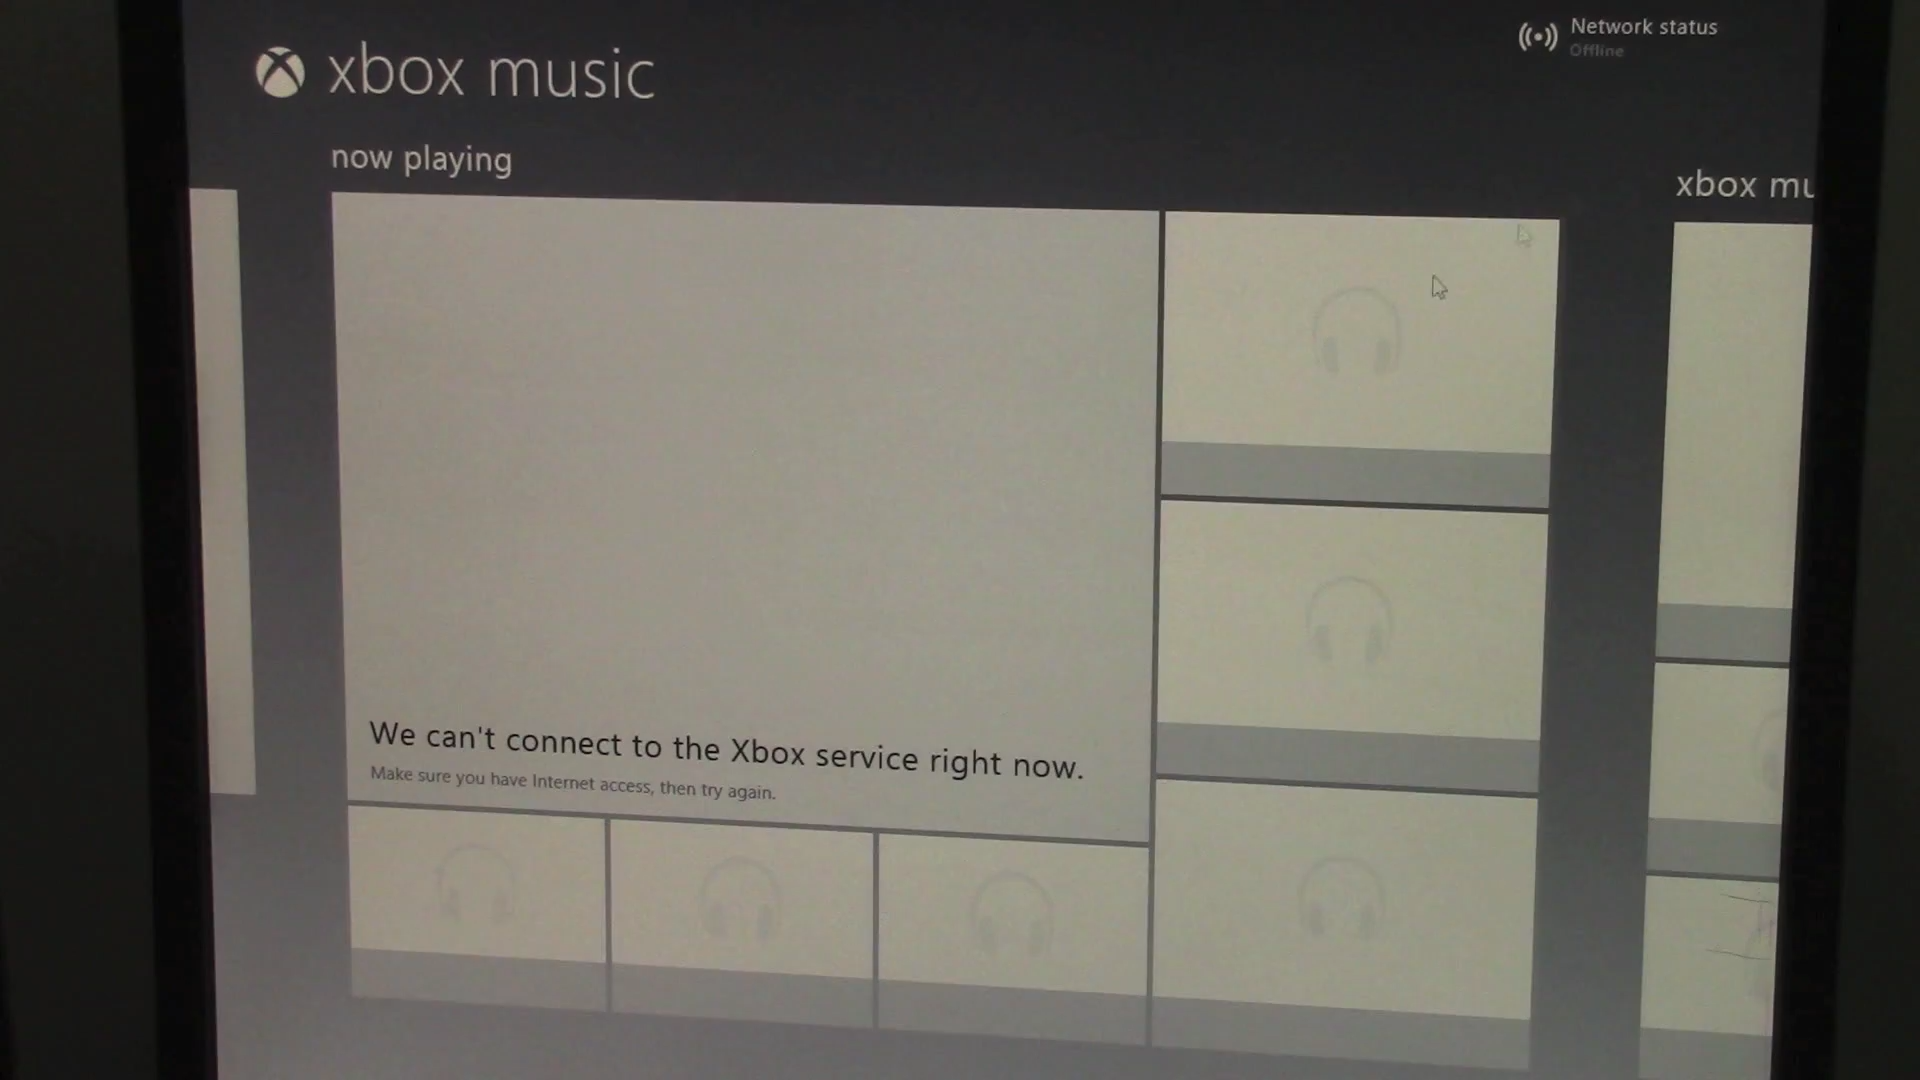 xbox music
Network status
Offline
now playing
xbox mu
We can't connect to the Xbox service right now.
Make sure you have Internet access, then try again.